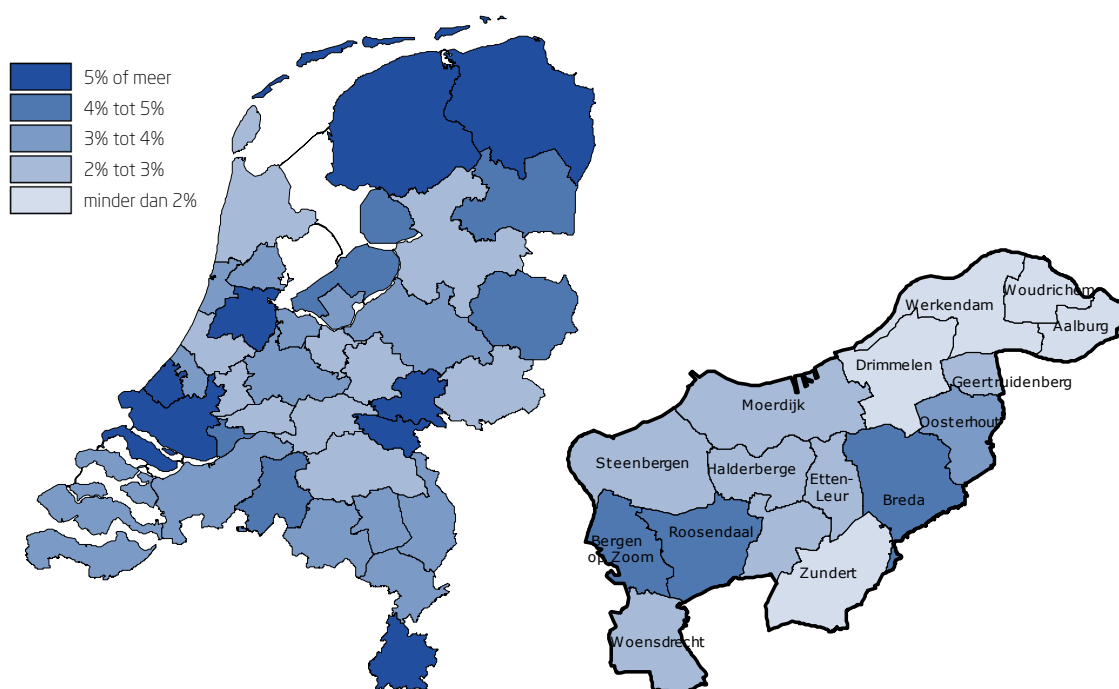 5% of meer
4% tot 5%
3% tot 4%
2% tot 3%
minder dan 2%
Woudrichem
Werkendam
Aalburg
Drimmelen
Geertruidenberg
Moerdijk
Oosterhout
Steenbergen
Halderberge
Etten-
Leur
Breda
Roosendaal
Bergen
op Zoom
Zundert
Woensdrecht